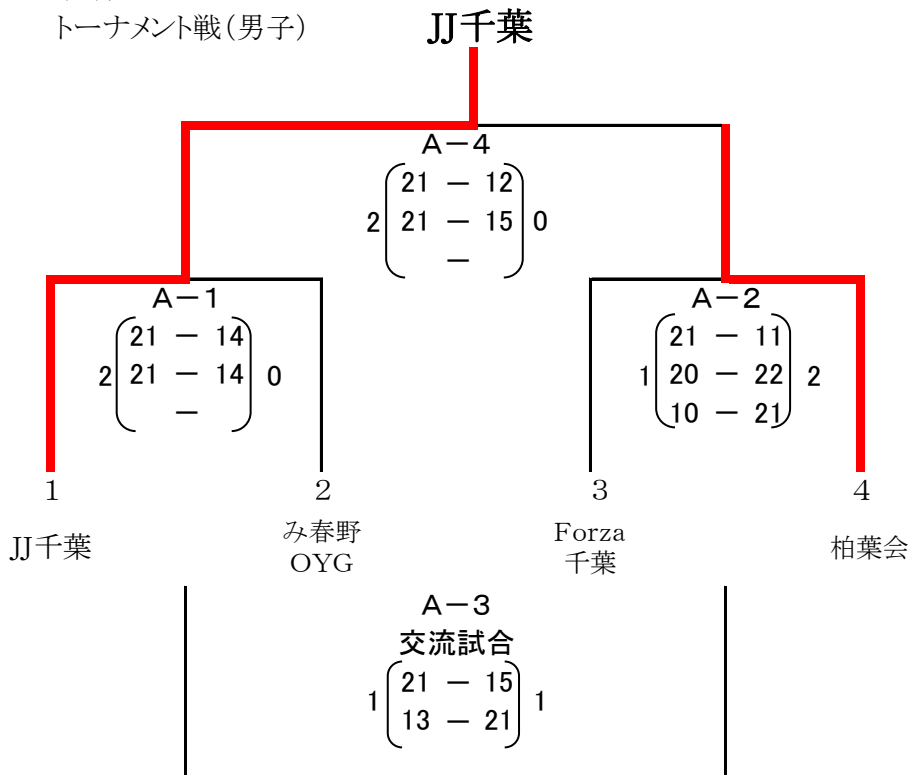 トーナメント戦(男子)
JJ千葉
A-4
21 - 12
2 21 - 15 0
-
A-1
21 - 14
2 21 - 14 0
-
A-2
21 - 11
1 20 - 22 2
10 - 21
1
2
3
4
JJ千葉
み春野
OYG
Forza
千葉
柏葉会
A-3
交流試合
21 - 15
1 1
13 - 21